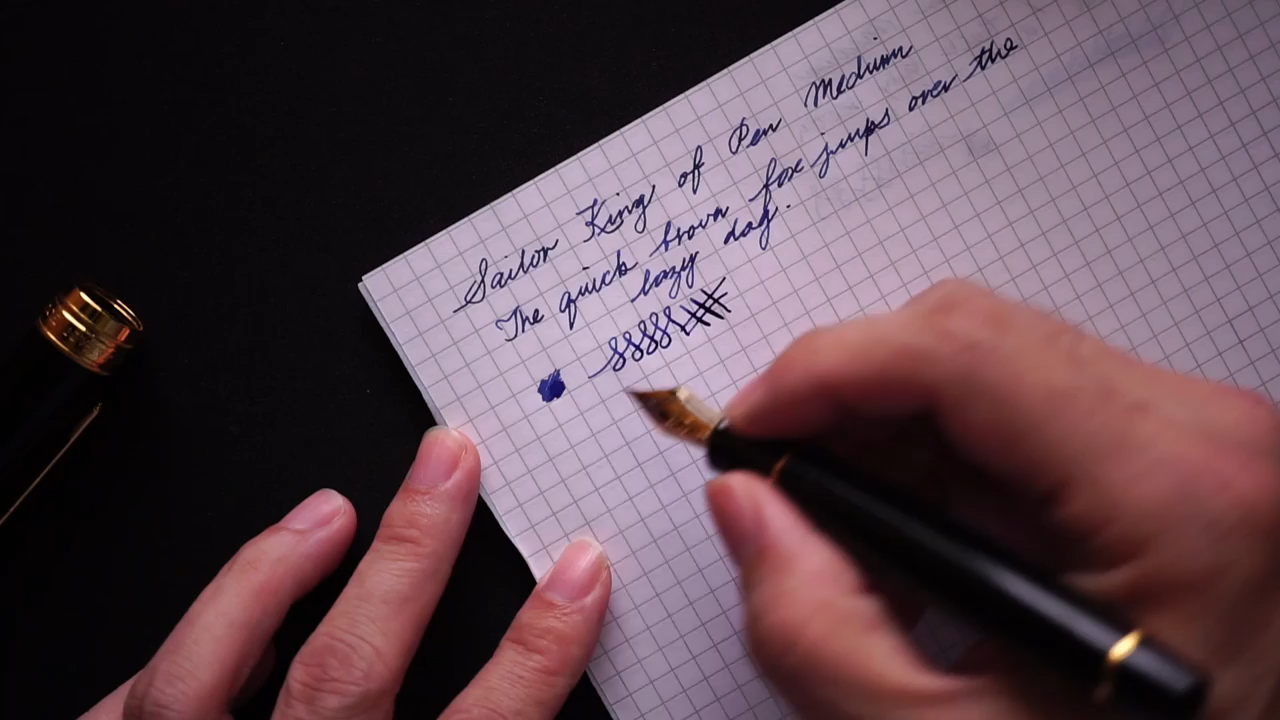 Sailor King of Pen Medium
The quick brown fox jumps over the
lazy dog.